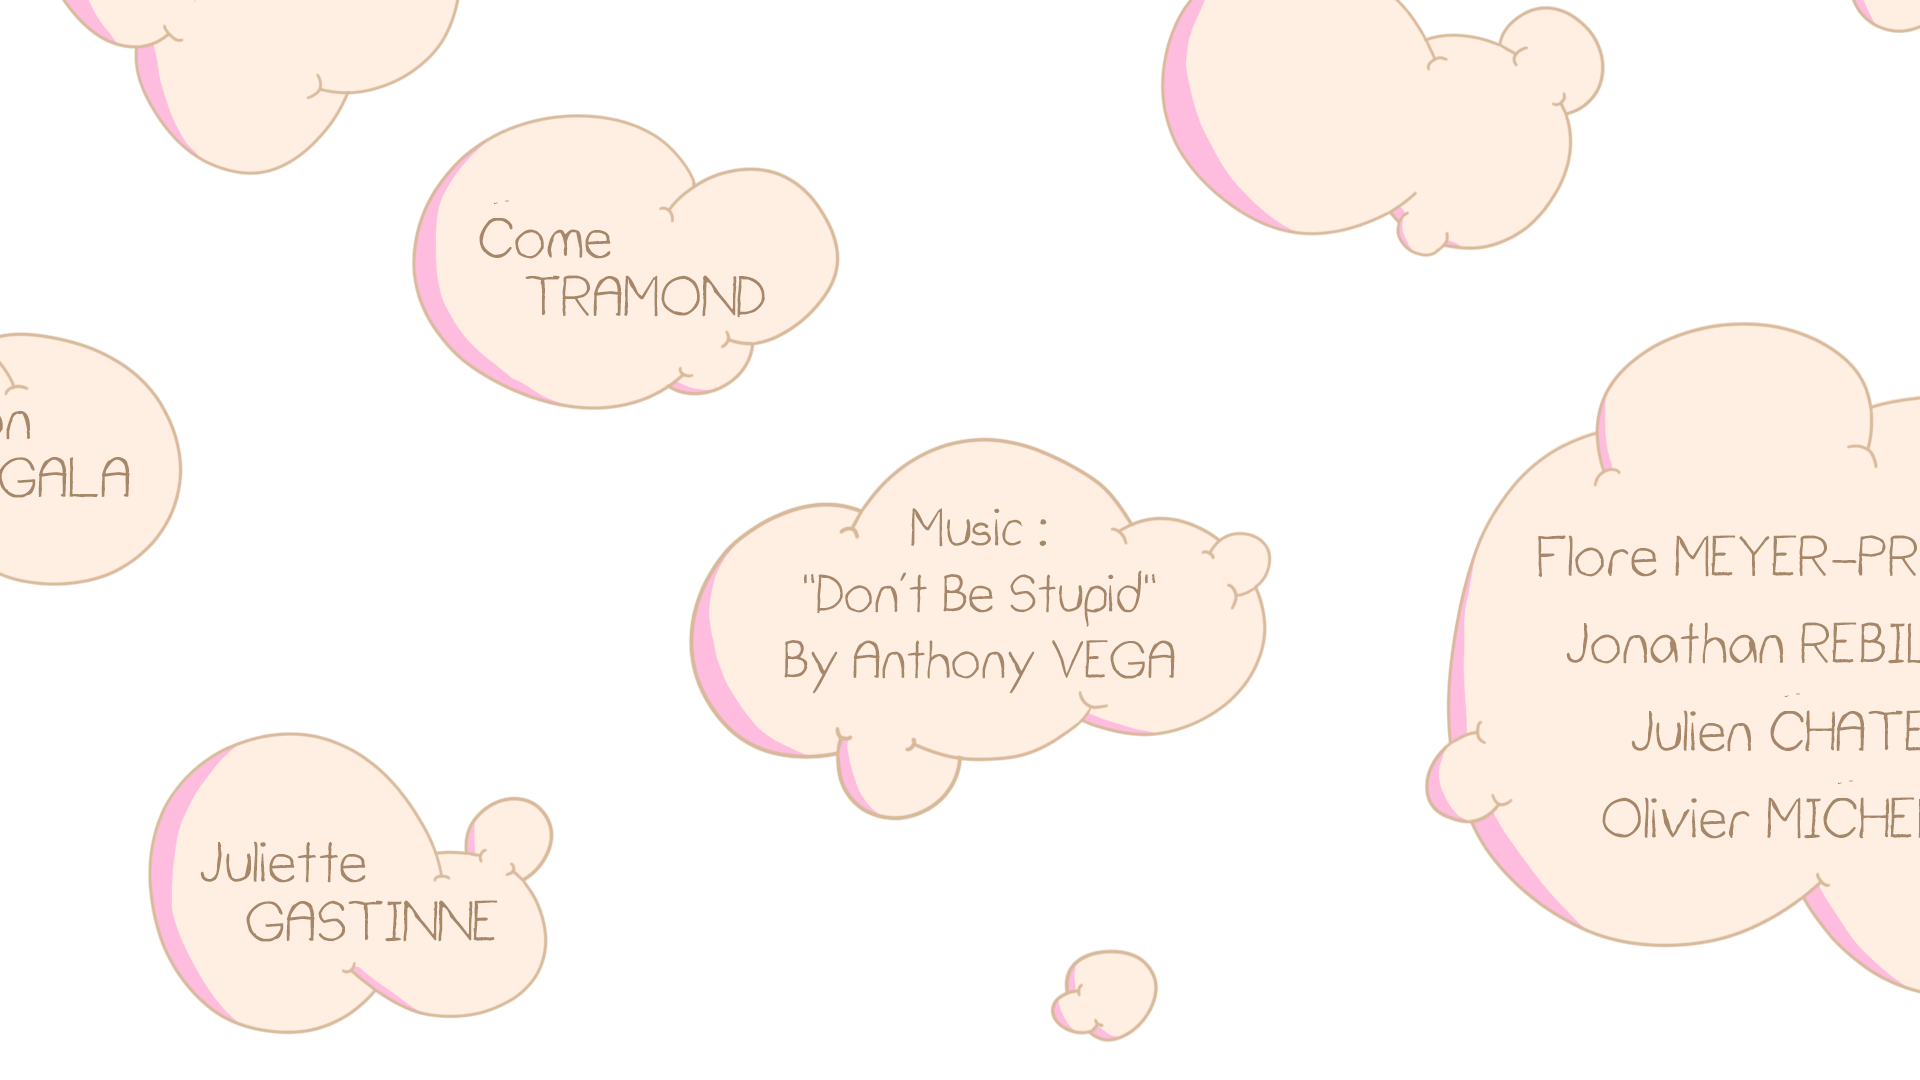 Come
TRAMOND
GALA
Music :
"Don't Be Stupid"
By Anthony VEGA
Flore MEYER-PR
Jonathan REBIL
Julien CHATE
Olivier MICHE
Juliette
GASTINNE